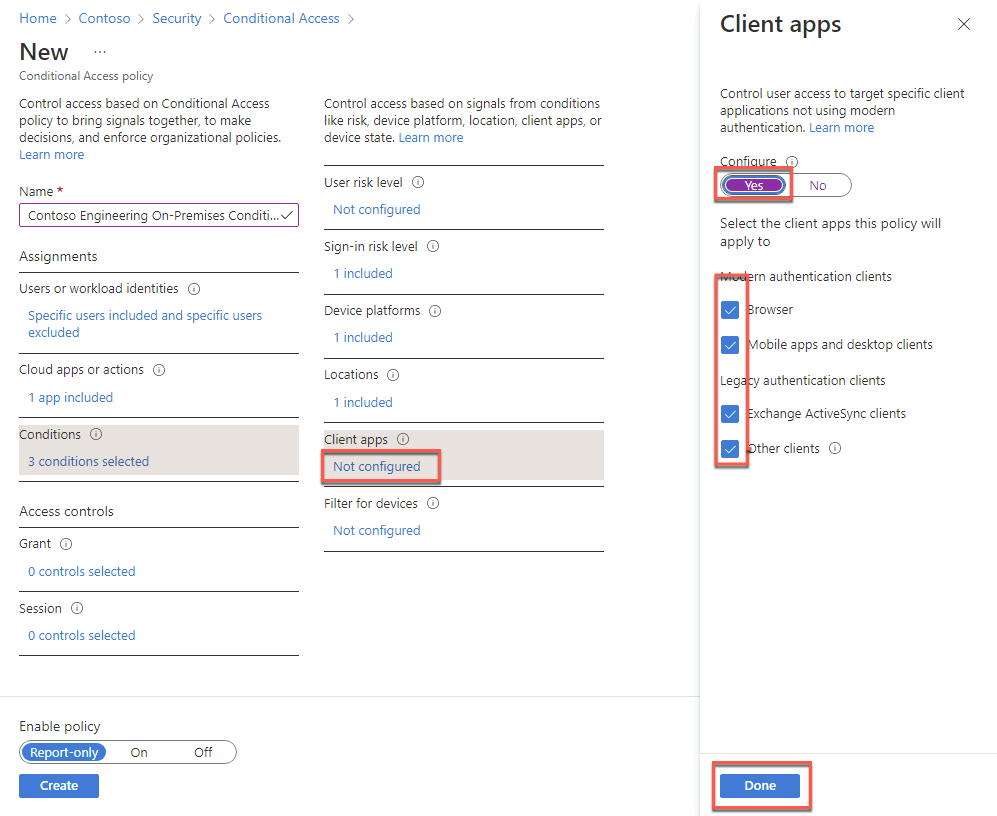 Home > Contoso > Security > Conditional Access >
New ...
Conditional Access policy
Control access based on Conditional Access
policy to bring signals together, to make
decisions, and enforce organizational policies.
Learn more
Name *
Contoso Engineering On-Premises Conditi...
Assignments
Users or workload identities
Specific users included and specific users
excluded
Cloud apps or actions
1 app included
Conditions
3 conditions selected
Access controls
Grant
0 controls selected
Session
0 controls selected
Control access based on signals from conditions
like risk, device platform, location, client apps, or
device state. Learn more
User risk level
Not configured
Sign-in risk level
1 included
Device platforms
1 included
Locations
1 included
Client apps
Not configured
Filter for devices
Not configured
Enable policy
Report-only On Off
Create
Client apps
Control user access to target specific client
applications not using modern
authentication. Learn more
Configure
Yes No
Select the client apps this policy will
apply to
Modern authentication clients
Browser
Mobile apps and desktop clients
Legacy authentication clients
Exchange ActiveSync clients
Other clients
Done